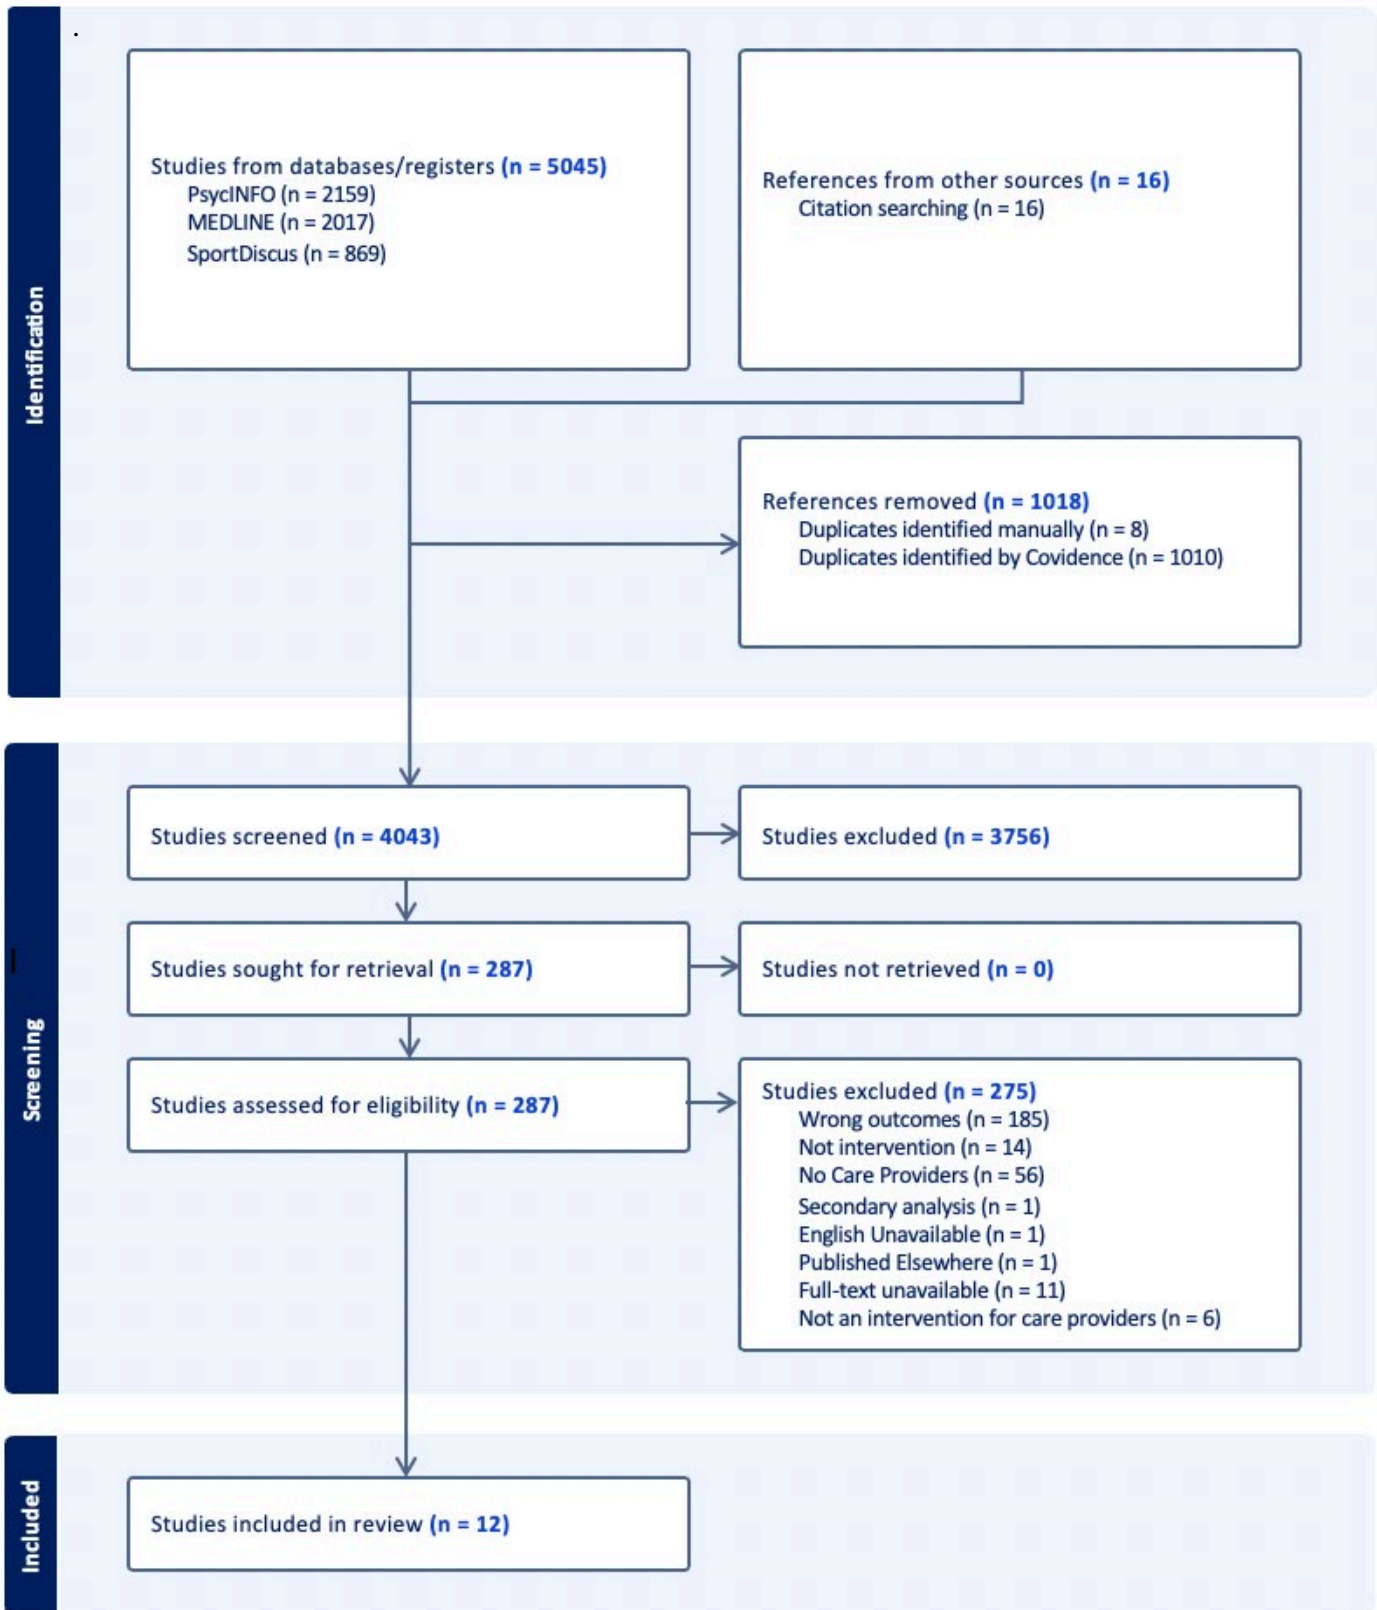 Identification
Studies from databases/registers (n = 5045)
PsycINFO (n = 2159)
MEDLINE (n = 2017)
SportDiscus (n = 869)
References from other sources (n = 16)
Citation searching (n = 16)
References removed (n = 1018)
Duplicates identified manually (n = 8)
Duplicates identified by Covidence (n = 1010)
Screening
Studies screened (n = 4043)
Studies excluded (n = 3756)
Studies sought for retrieval (n = 287)
Studies not retrieved (n = 0)
Studies assessed for eligibility (n = 287)
Studies excluded (n = 275)
Wrong outcomes (n = 185)
Not intervention (n = 14)
No Care Providers (n = 56)
Secondary analysis (n = 1)
English Unavailable (n = 1)
Published Elsewhere (n = 1)
Full-text unavailable (n = 11)
Not an intervention for care providers (n = 6)
Included
Studies included in review (n = 12)